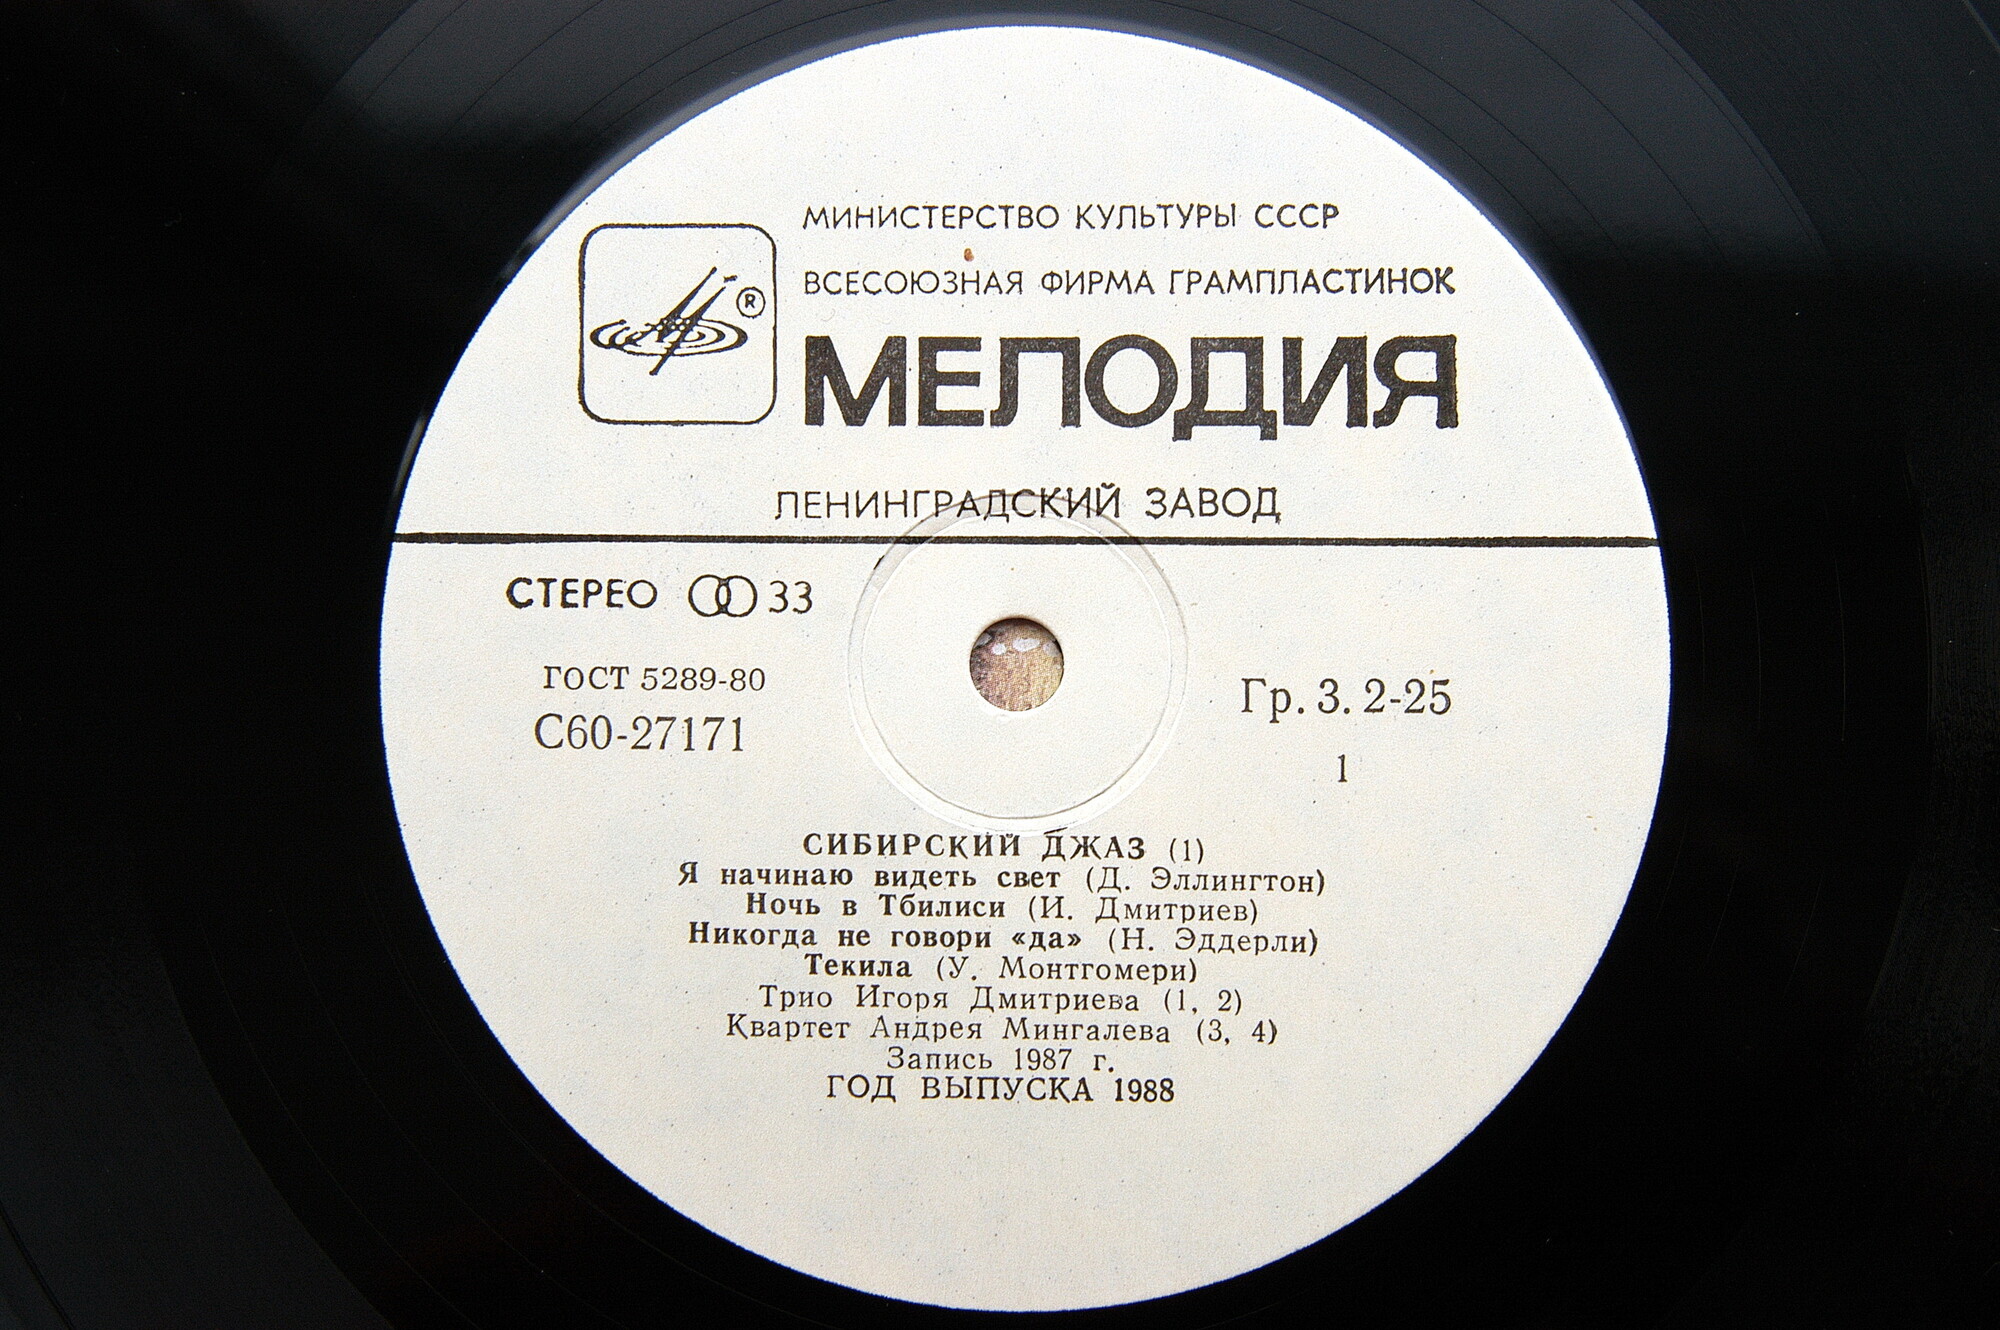 МИНИСТЕРСТВО КУЛЬТУРЫ СССР
ВСЕСОЮЗНАЯ ФИРМА ГРАМПЛАСТИНОК
®
МЕЛОДИЯ
ЛЕНИНГРАДСКИЙ ЗАВОД
СТЕРЕО 33
ГОСТ 5289-80
С60-27171
Гр. 3. 2-25
1
СИБИРСКИЙ ДЖАЗ (1)
Я начинаю видеть свет (Д. Эллингтон)
Ночь в Тбилиси (И. Дмитриев)
Никогда не говори «да» (Н. Эддерли)
Текила (У. Монтгомери)
Трио Игоря Дмитриева (1, 2)
Квартет Андрея Мингалева (3, 4)
Запись 1987 г.
ГОД ВЫПУСКА 1988